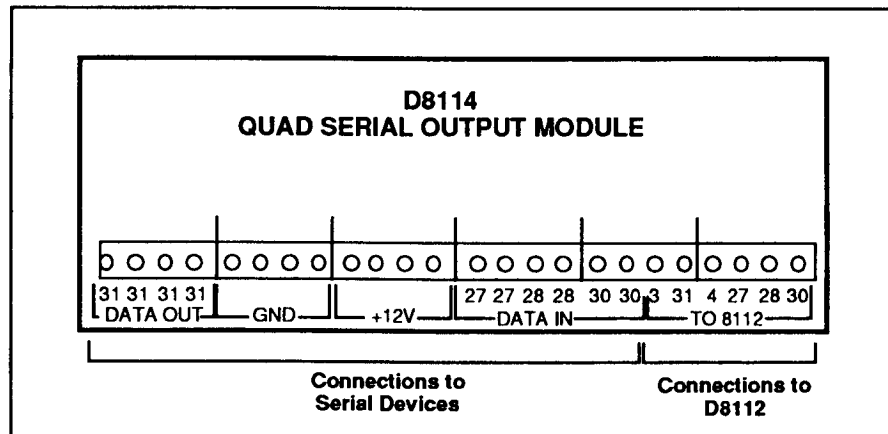 D8114
QUAD SERIAL OUTPUT MODULE
31 31 31 31 27 27 28 28 30 30 3 31 4 27 28 30
DATA OUT GND +12V DATA IN TO 8112
Connections to
Serial Devices
Connections to
D8112